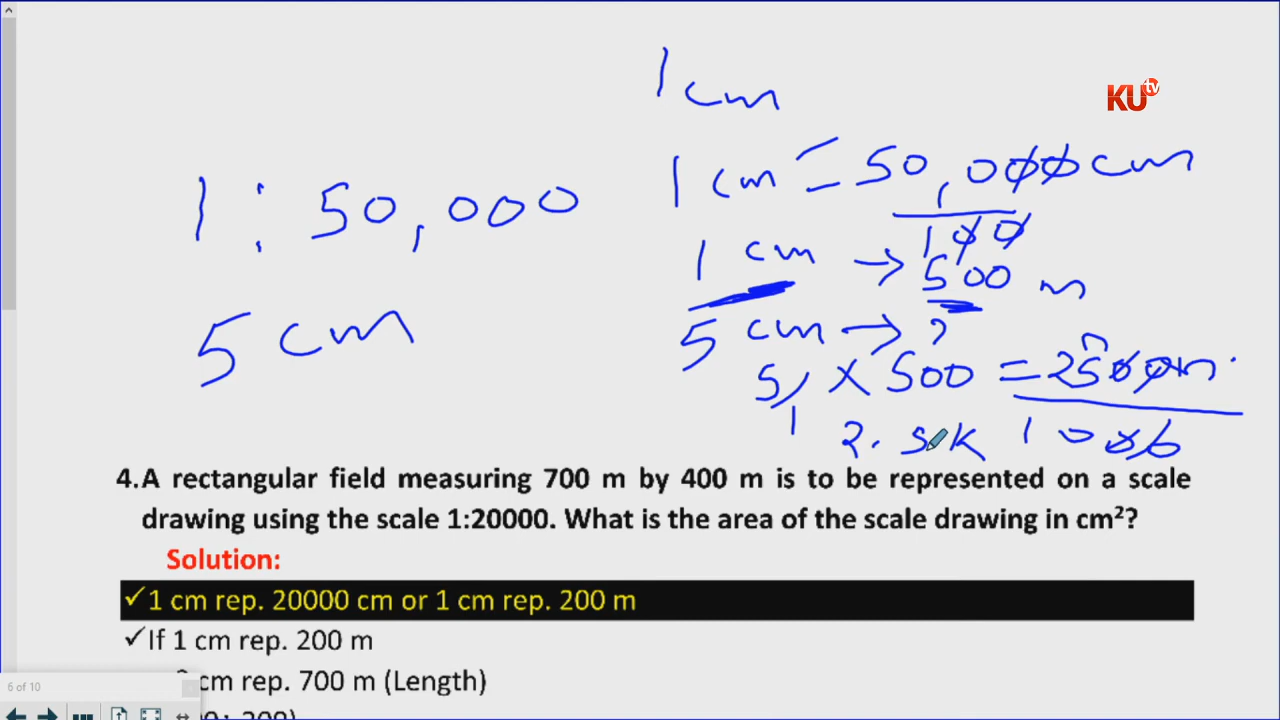 1 cm
KU tv
1 : 50,000
1 cm = 50,000 cm
100
1 cm → 500 m
5 cm
5 cm → ?
5/1 × 500 = 2500m
2.5K
1000
4.A rectangular field measuring 700 m by 400 m is to be represented on a scale
drawing using the scale 1:20000. What is the area of the scale drawing in cm²?
Solution:
✓1 cm rep. 20000 cm or 1 cm rep. 200 m
✓If 1 cm rep. 200 m
cm rep. 700 m (Length)
6 of 10